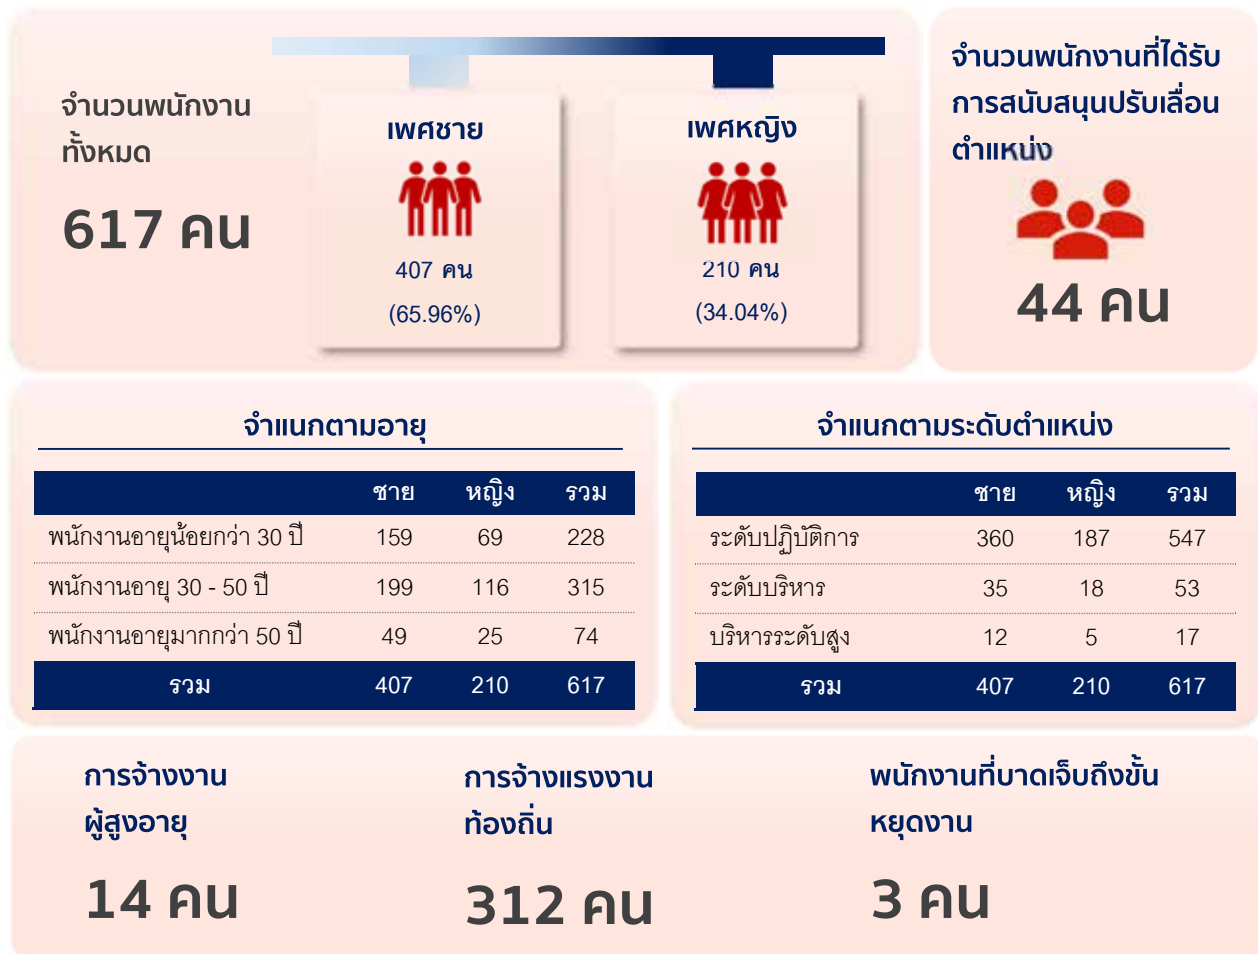 จำนวนพนักงาน
ทั้งหมด
617 คน
เพศชาย
407 คน
(65.96%)
เพศหญิง
210 คน
(34.04%)
จำนวนพนักงานที่ได้รับ
การสนับสนุนปรับเลื่อน
ตำแหน่ง
44 คน
จำแนกตามอายุ
ชาย หญิง รวม
พนักงานอายุน้อยกว่า 30 ปี 159 69 228
พนักงานอายุ 30 - 50 ปี 199 116 315
พนักงานอายุมากกว่า 50 ปี 49 25 74
รวม 407 210 617
จำแนกตามระดับตำแหน่ง
ชาย หญิง รวม
ระดับปฏิบัติการ 360 187 547
ระดับบริหาร 35 18 53
บริหารระดับสูง 12 5 17
รวม 407 210 617
การจ้างงาน
ผู้สูงอายุ
14 คน
การจ้างแรงงาน
ท้องถิ่น
312 คน
พนักงานที่บาดเจ็บถึงขั้น
หยุดงาน
3 คน